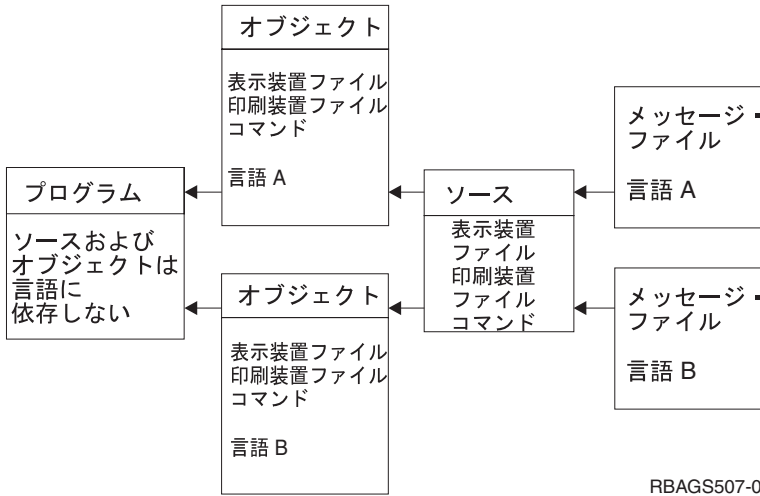 オブジェクト
表示装置ファイル
印刷装置ファイル
コマンド
言語 A
プログラム
ソースおよび
オブジェクトは
言語に
依存しない
オブジェクト
表示装置ファイル
印刷装置ファイル
コマンド
言語 B
ソース
表示装置
ファイル
印刷装置
ファイル
コマンド
メッセージ・
ファイル
言語 A
メッセージ・
ファイル
言語 B
RBAGS507-0